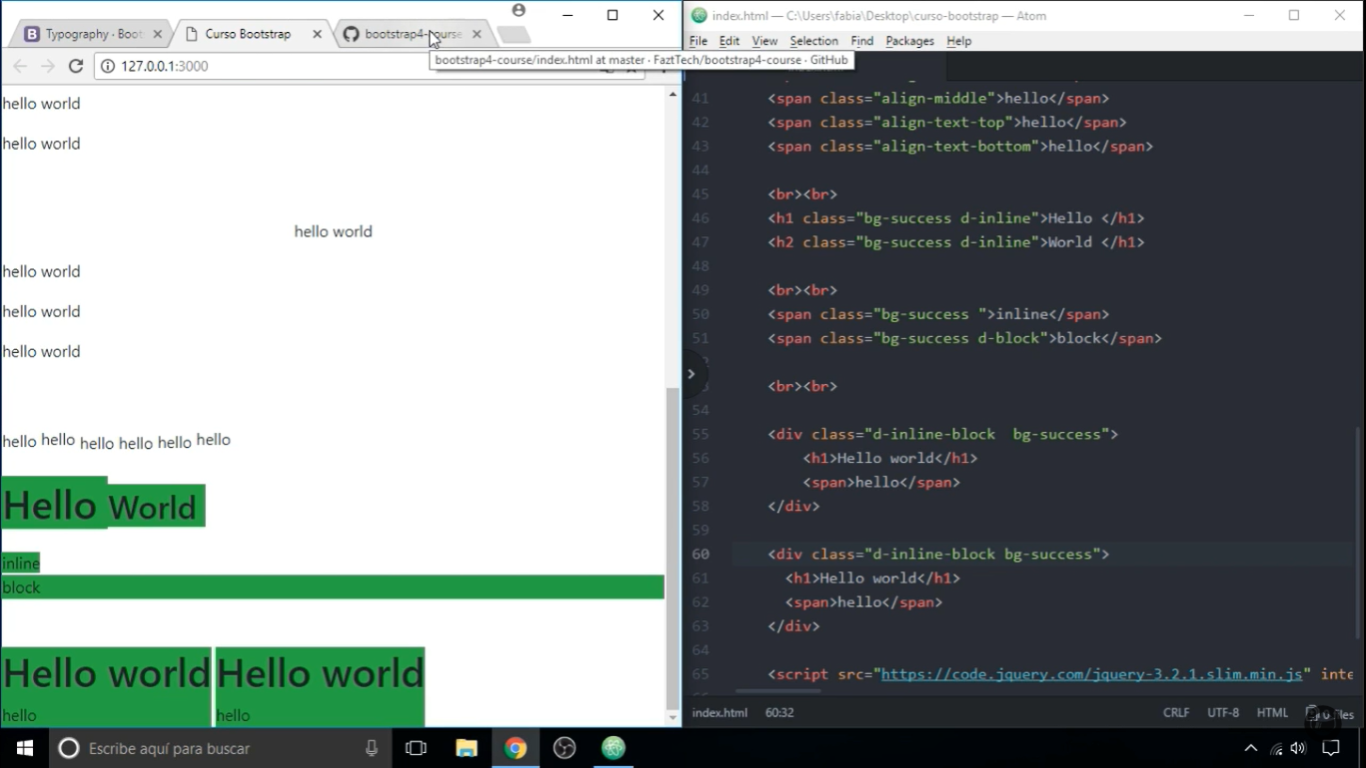 Typography · Boot
Curso Bootstrap
bootstrap4-course
127.0.0.1:3000
bootstrap4-course/index.html at master · FaztTech/bootstrap4-course · GitHub
hello world
hello world
hello world
hello world
hello world
hello world
hello hello hello hello hello hello
Hello World
inline
block
Hello world Hello world
hello hello
index.html — C:\Users\fabia\Desktop\curso-bootstrap — Atom
File Edit View Selection Find Packages Help
41 <span class="align-middle">hello</span>
42 <span class="align-text-top">hello</span>
43 <span class="align-text-bottom">hello</span>
44
45 <br><br>
46 <h1 class="bg-success d-inline">Hello </h1>
47 <h2 class="bg-success d-inline">World </h1>
48
49 <br><br>
50 <span class="bg-success ">inline</span>
51 <span class="bg-success d-block">block</span>
<br><br>
54
55 <div class="d-inline-block  bg-success">
56 <h1>Hello world</h1>
57 <span>hello</span>
58 </div>
59
60 <div class="d-inline-block bg-success">
61 <h1>Hello world</h1>
62 <span>hello</span>
63 </div>
64
65 <script src="https://code.jquery.com/jquery-3.2.1.slim.min.js" inte
index.html 60:32 CRLF UTF-8 HTML
Escribe aquí para buscar